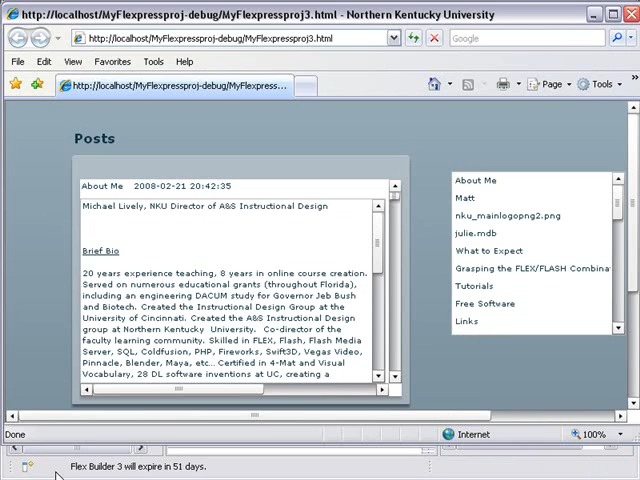 http://localhost/MyFlexpressproj-debug/MyFlexpressproj3.html - Northern Kentucky University
http://localhost/MyFlexpressproj-debug/MyFlexpressproj3.html
Google
File Edit View Favorites Tools Help
http://localhost/MyFlexpressproj-debug/MyFlexpress...
Page
Tools
Posts
About Me 2008-02-21 20:42:35
Michael Lively, NKU Director of A&S Instructional Design
Brief Bio
20 years experience teaching, 8 years in online course creation.
Served on numerous educational grants (throughout Florida),
including an engineering DACUM study for Governor Jeb Bush
and Biotech. Created the Instructional Design Group at the
University of Cincinnati. Created the A&S Instructional Design
group at Northern Kentucky University. Co-director of the
faculty learning community. Skilled in FLEX, Flash, Flash Media
Server, SQL, Coldfusion, PHP, Fireworks, Swift3D, Vegas Video,
Pinnacle, Blender, Maya, etc... Certified in 4-Mat and Visual
Vocabulary, 28 DL software inventions at UC, creating a
About Me
Matt
nku_mainlogopng2.png
julie.mdb
What to Expect
Grasping the FLEX/FLASH Combina
Tutorials
Free Software
Links
Done
Internet
100%
Flex Builder 3 will expire in 51 days.